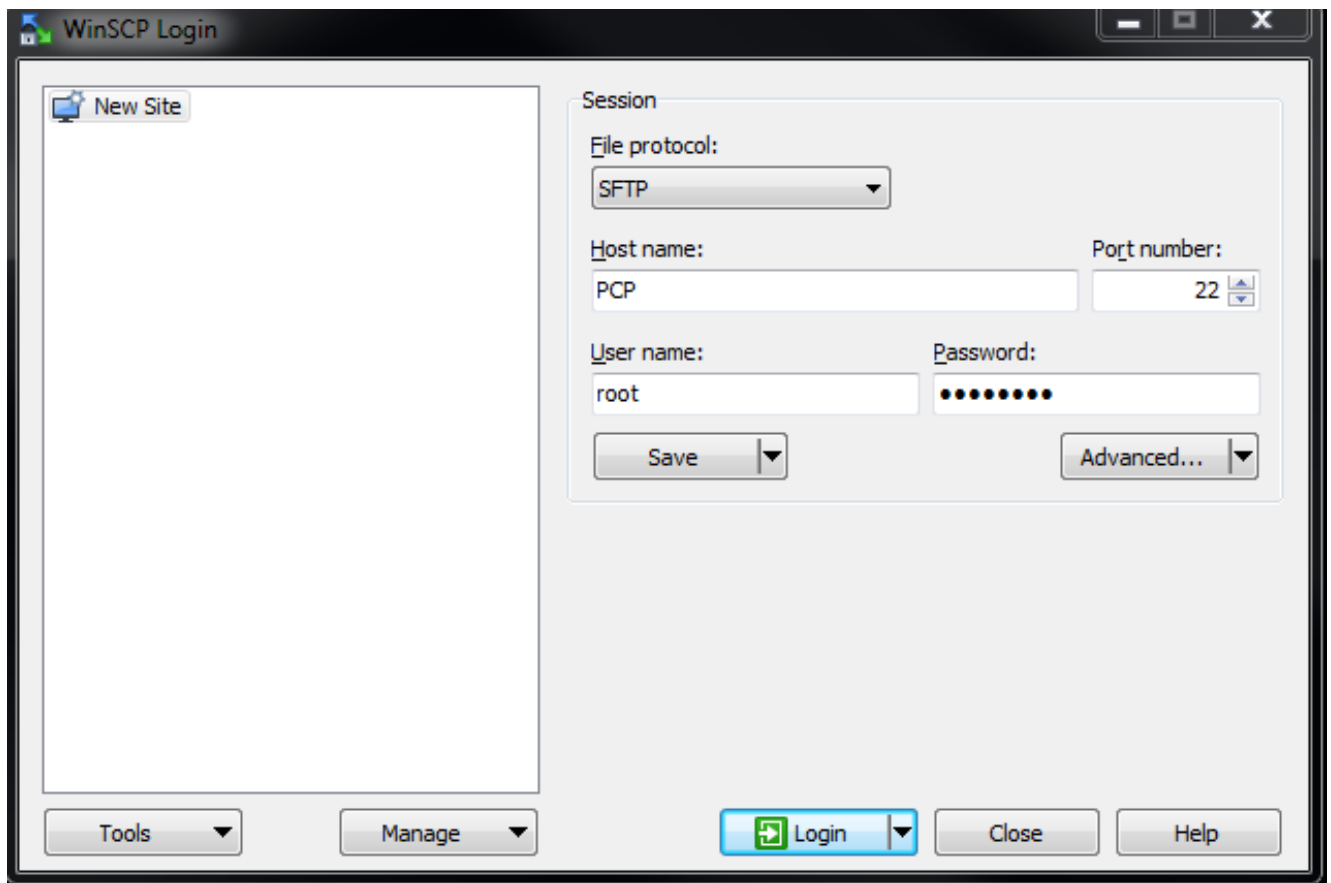 WinSCP Login
New Site
Session
File protocol:
SFTP
Host name: Port number:
PCP 22
User name: Password:
root ••••••••
Save Advanced...
Tools Manage Login Close Help